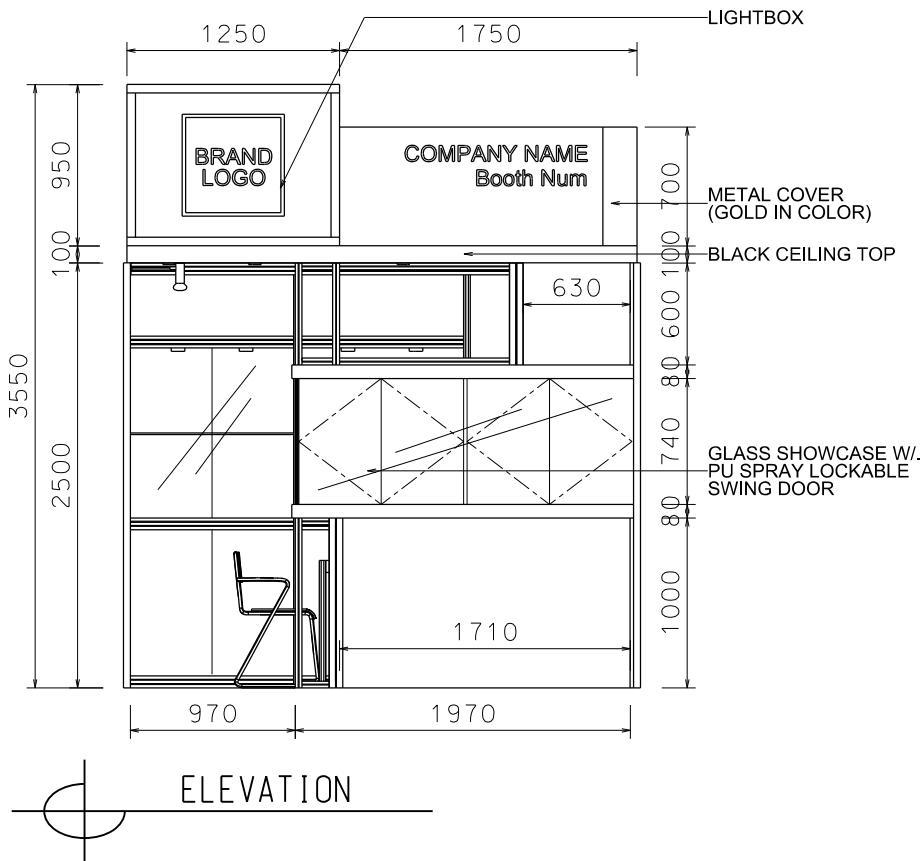 1250
1750
LIGHTBOX
BRAND
LOGO
COMPANY NAME
Booth Num
950
700
METAL COVER
(GOLD IN COLOR)
100
100
BLACK CEILING TOP
630
600
3550
80
2500
740
GLASS SHOWCASE W/.
PU SPRAY LOCKABLE
SWING DOOR
80
1000
1710
970
1970
ELEVATION